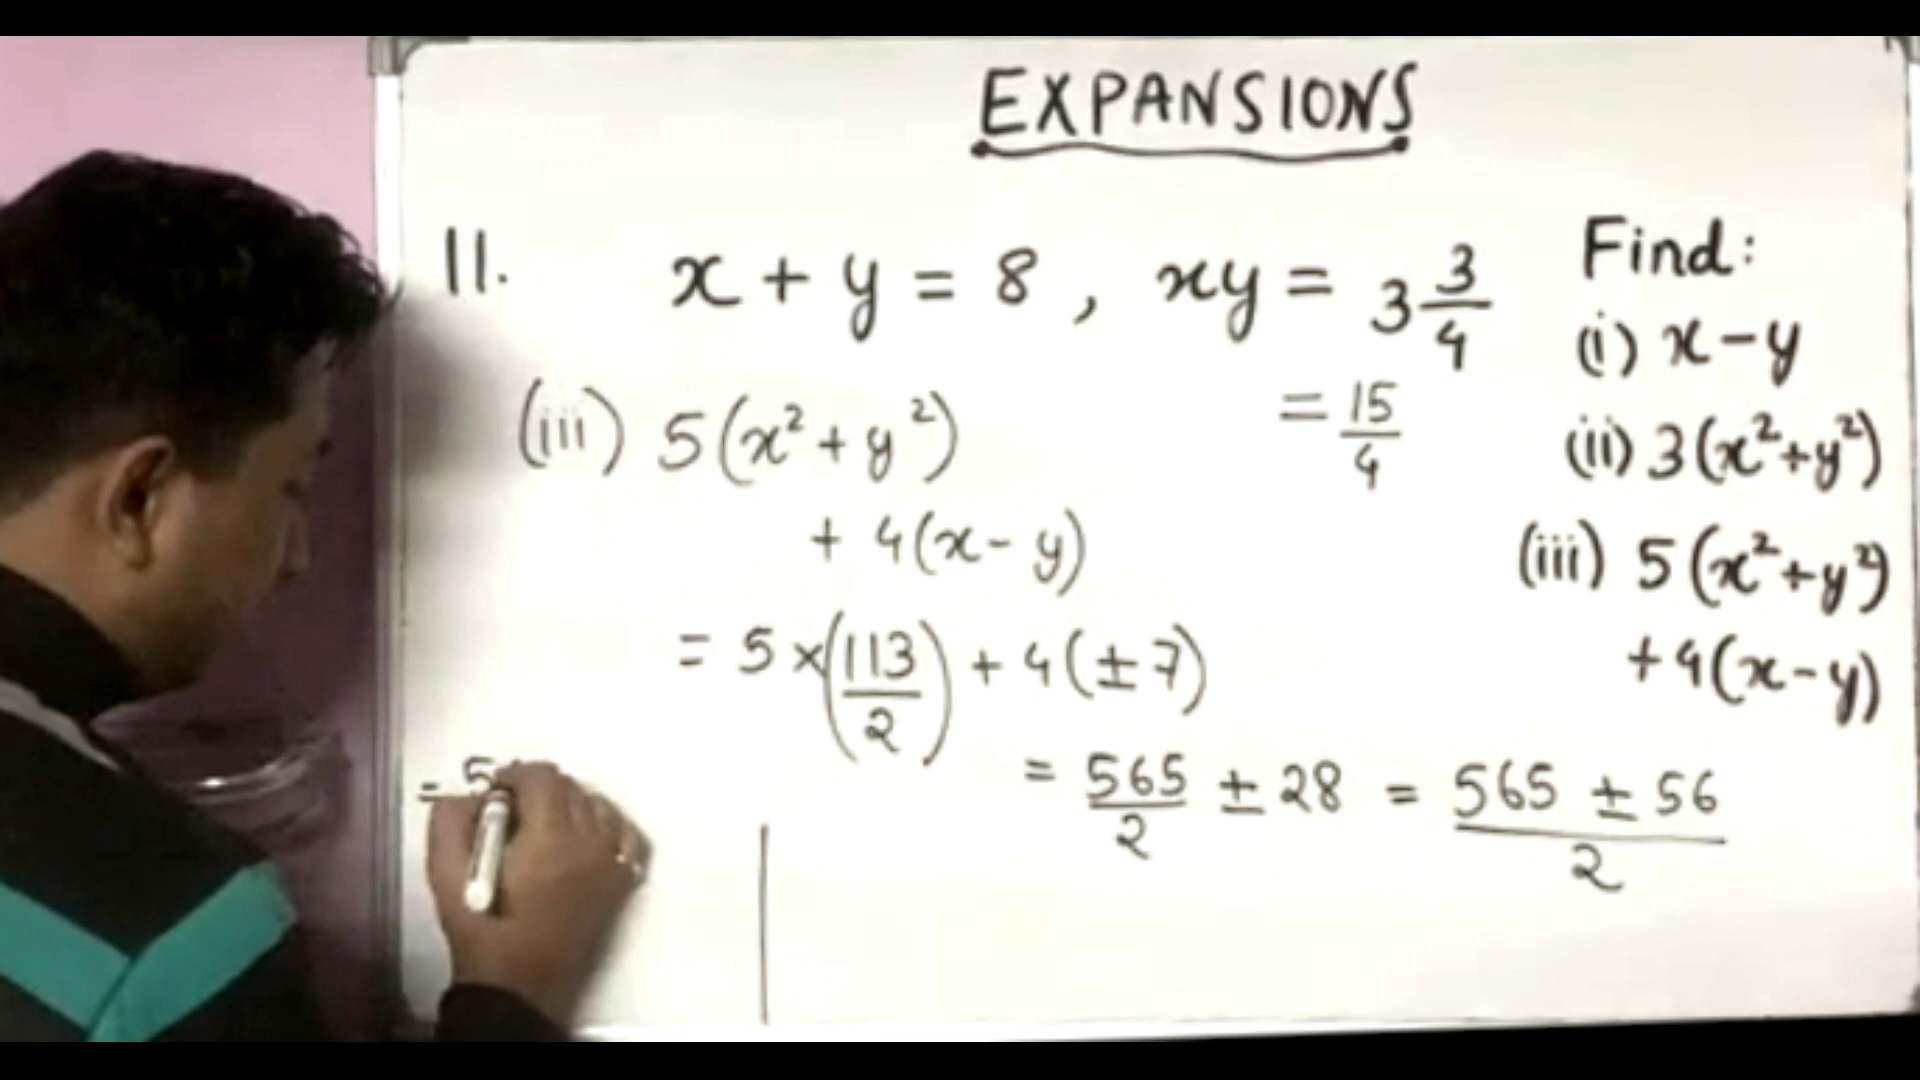 EXPANSIONS
11. x + y = 8, xy = 3 3/4
= 15/4
Find:
(i) x - y
(ii) 3(x² + y²)
(iii) 5(x² + y²)
+ 4(x - y)
(iii) 5(x² + y²)
+ 4(x - y)
= 5 × (113/2) + 4(± 7)
= 565/2 ± 28 = (565 ± 56)/2
= 5